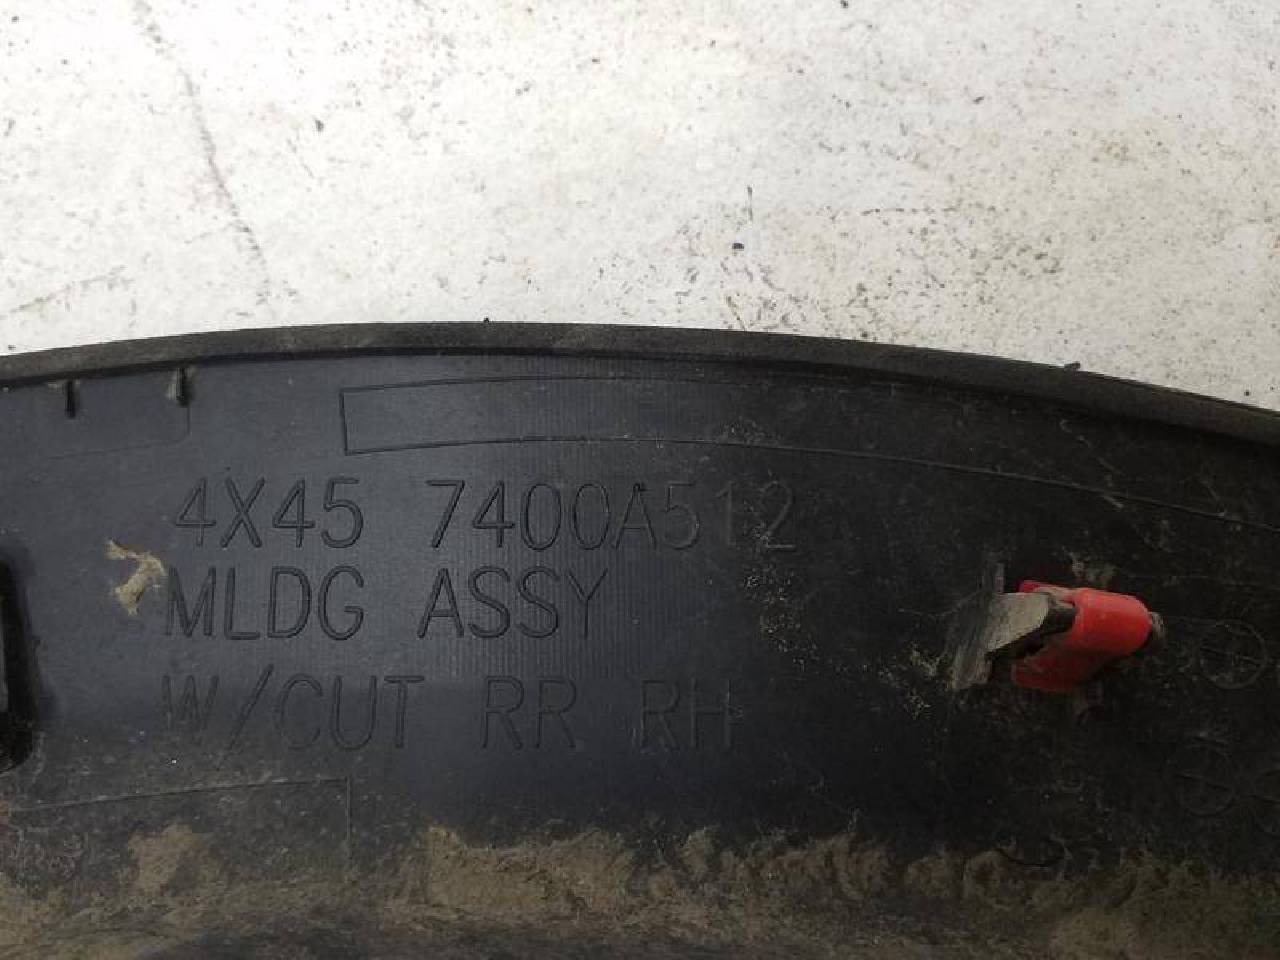 4X45 7400A512
MLDG ASSY
W/CUT RR RH